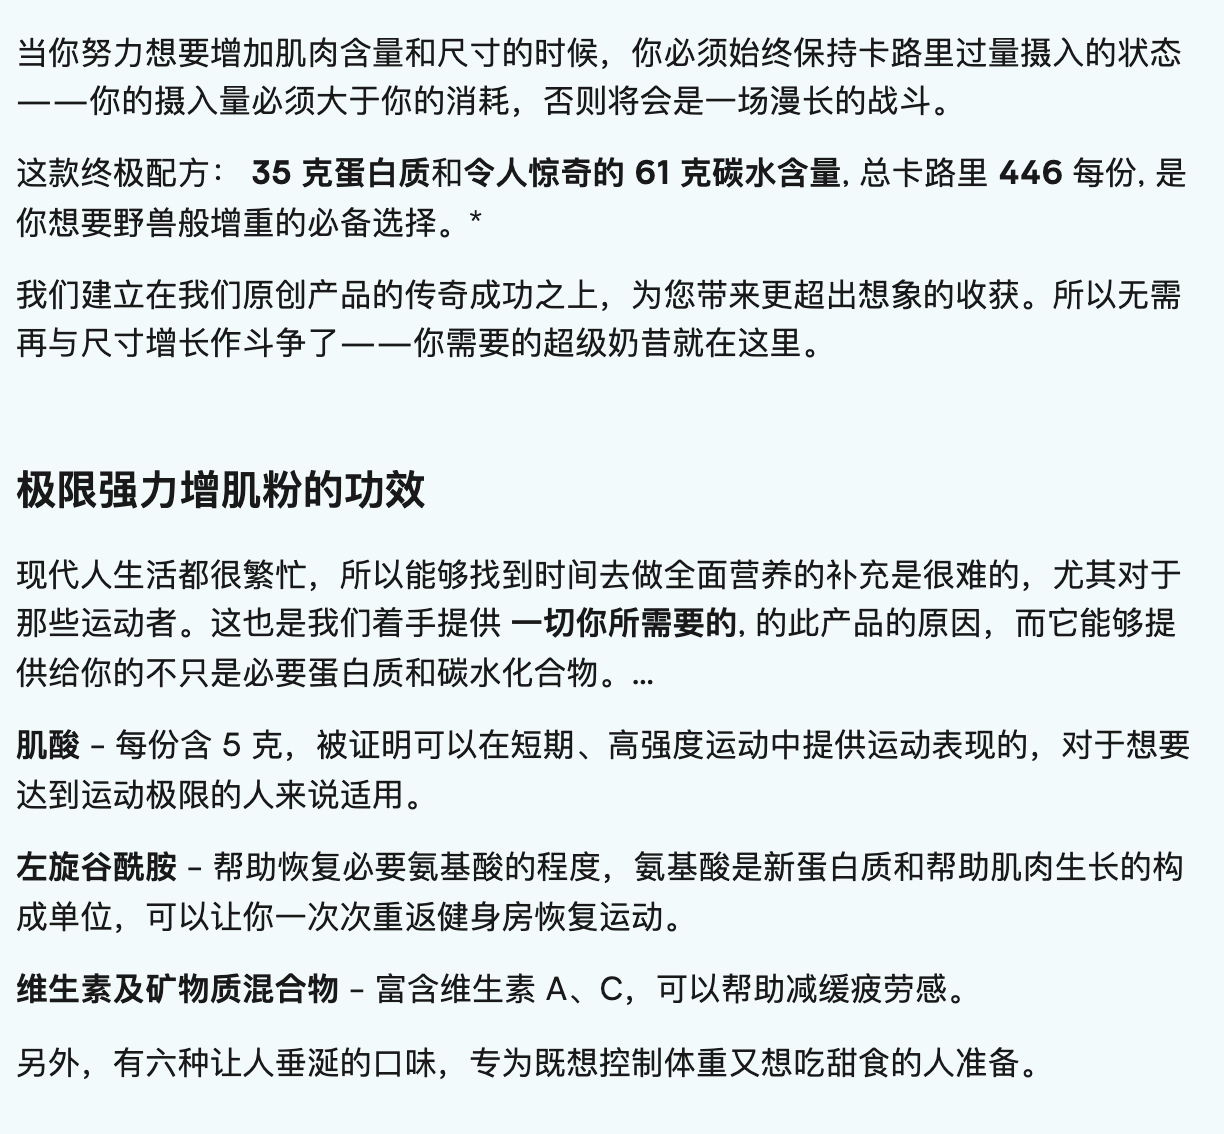 当你努力想要增加肌肉含量和尺寸的时候，你必须始终保持卡路里过量摄入的状态
——你的摄入量必须大于你的消耗，否则将会是一场漫长的战斗。
这款终极配方： 35 克蛋白质和令人惊奇的 61 克碳水含量, 总卡路里 446 每份, 是
你想要野兽般增重的必备选择。*
我们建立在我们原创产品的传奇成功之上，为您带来更超出想象的收获。所以无需
再与尺寸增长作斗争了——你需要的超级奶昔就在这里。
极限强力增肌粉的功效
现代人生活都很繁忙，所以能够找到时间去做全面营养的补充是很难的，尤其对于
那些运动者。这也是我们着手提供 一切你所需要的, 的此产品的原因，而它能够提
供给你的不只是必要蛋白质和碳水化合物。...
肌酸 – 每份含 5 克，被证明可以在短期、高强度运动中提供运动表现的，对于想要
达到运动极限的人来说适用。
左旋谷酰胺 – 帮助恢复必要氨基酸的程度，氨基酸是新蛋白质和帮助肌肉生长的构
成单位，可以让你一次次重返健身房恢复运动。
维生素及矿物质混合物 – 富含维生素 A、C，可以帮助减缓疲劳感。
另外，有六种让人垂涎的口味，专为既想控制体重又想吃甜食的人准备。